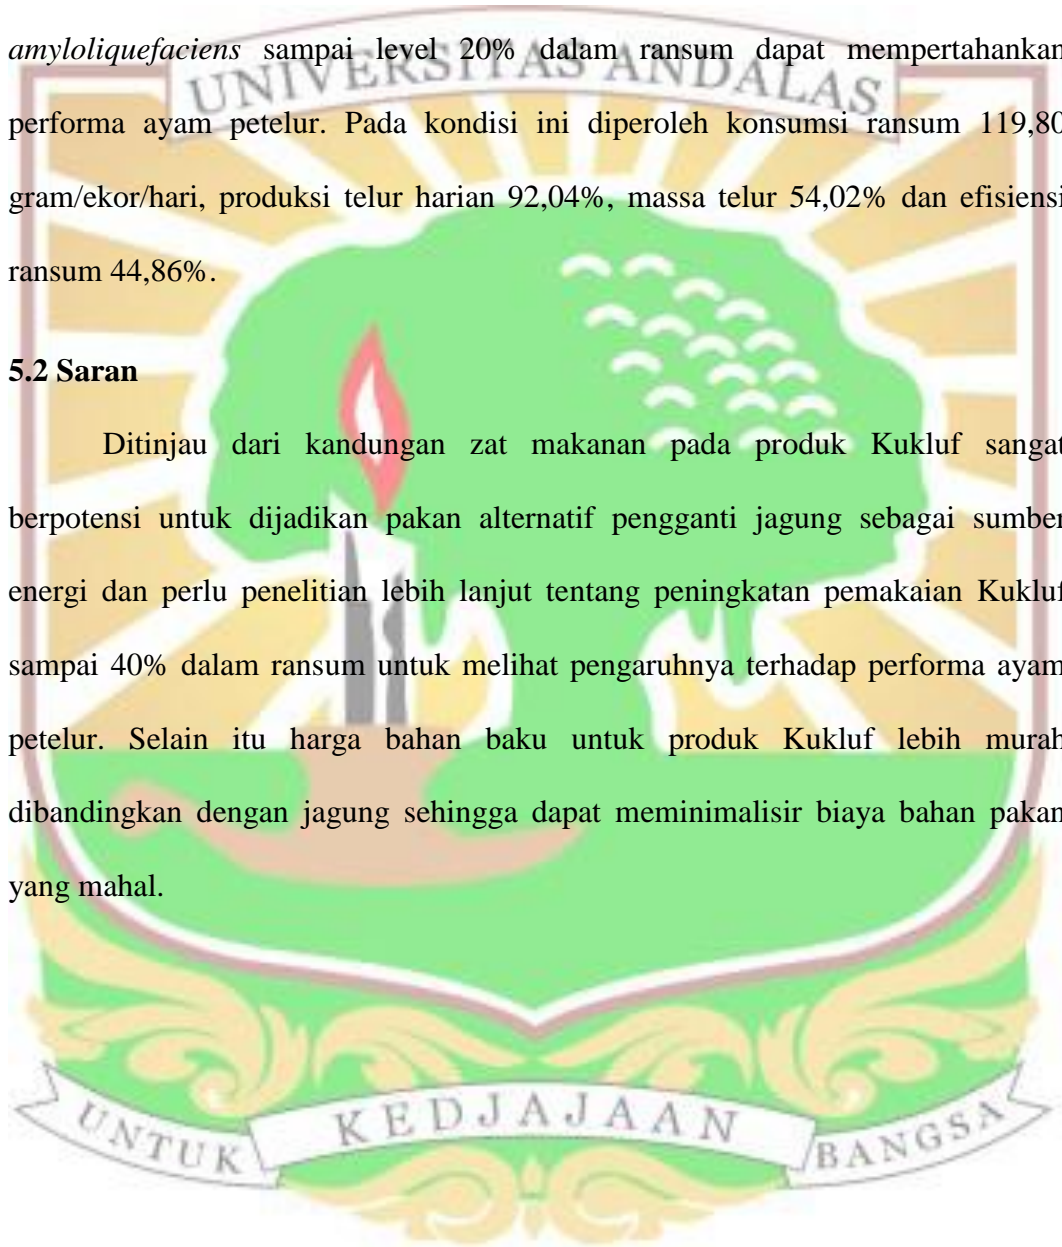 amyloliquefaciens sampai level 20% dalam ransum dapat mempertahankan
UNIVERSITAS ANDALAS
performa ayam petelur. Pada kondisi ini diperoleh konsumsi ransum 119,80
gram/ekor/hari, produksi telur harian 92,04%, massa telur 54,02% dan efisiensi
ransum 44,86%.
5.2 Saran
Ditinjau dari kandungan zat makanan pada produk Kukluf sangat
berpotensi untuk dijadikan pakan alternatif pengganti jagung sebagai sumber
energi dan perlu penelitian lebih lanjut tentang peningkatan pemakaian Kukluf
sampai 40% dalam ransum untuk melihat pengaruhnya terhadap performa ayam
petelur. Selain itu harga bahan baku untuk produk Kukluf lebih murah
dibandingkan dengan jagung sehingga dapat meminimalisir biaya bahan pakan
yang mahal.
UNTUK KEDJAJAAN BANGSA